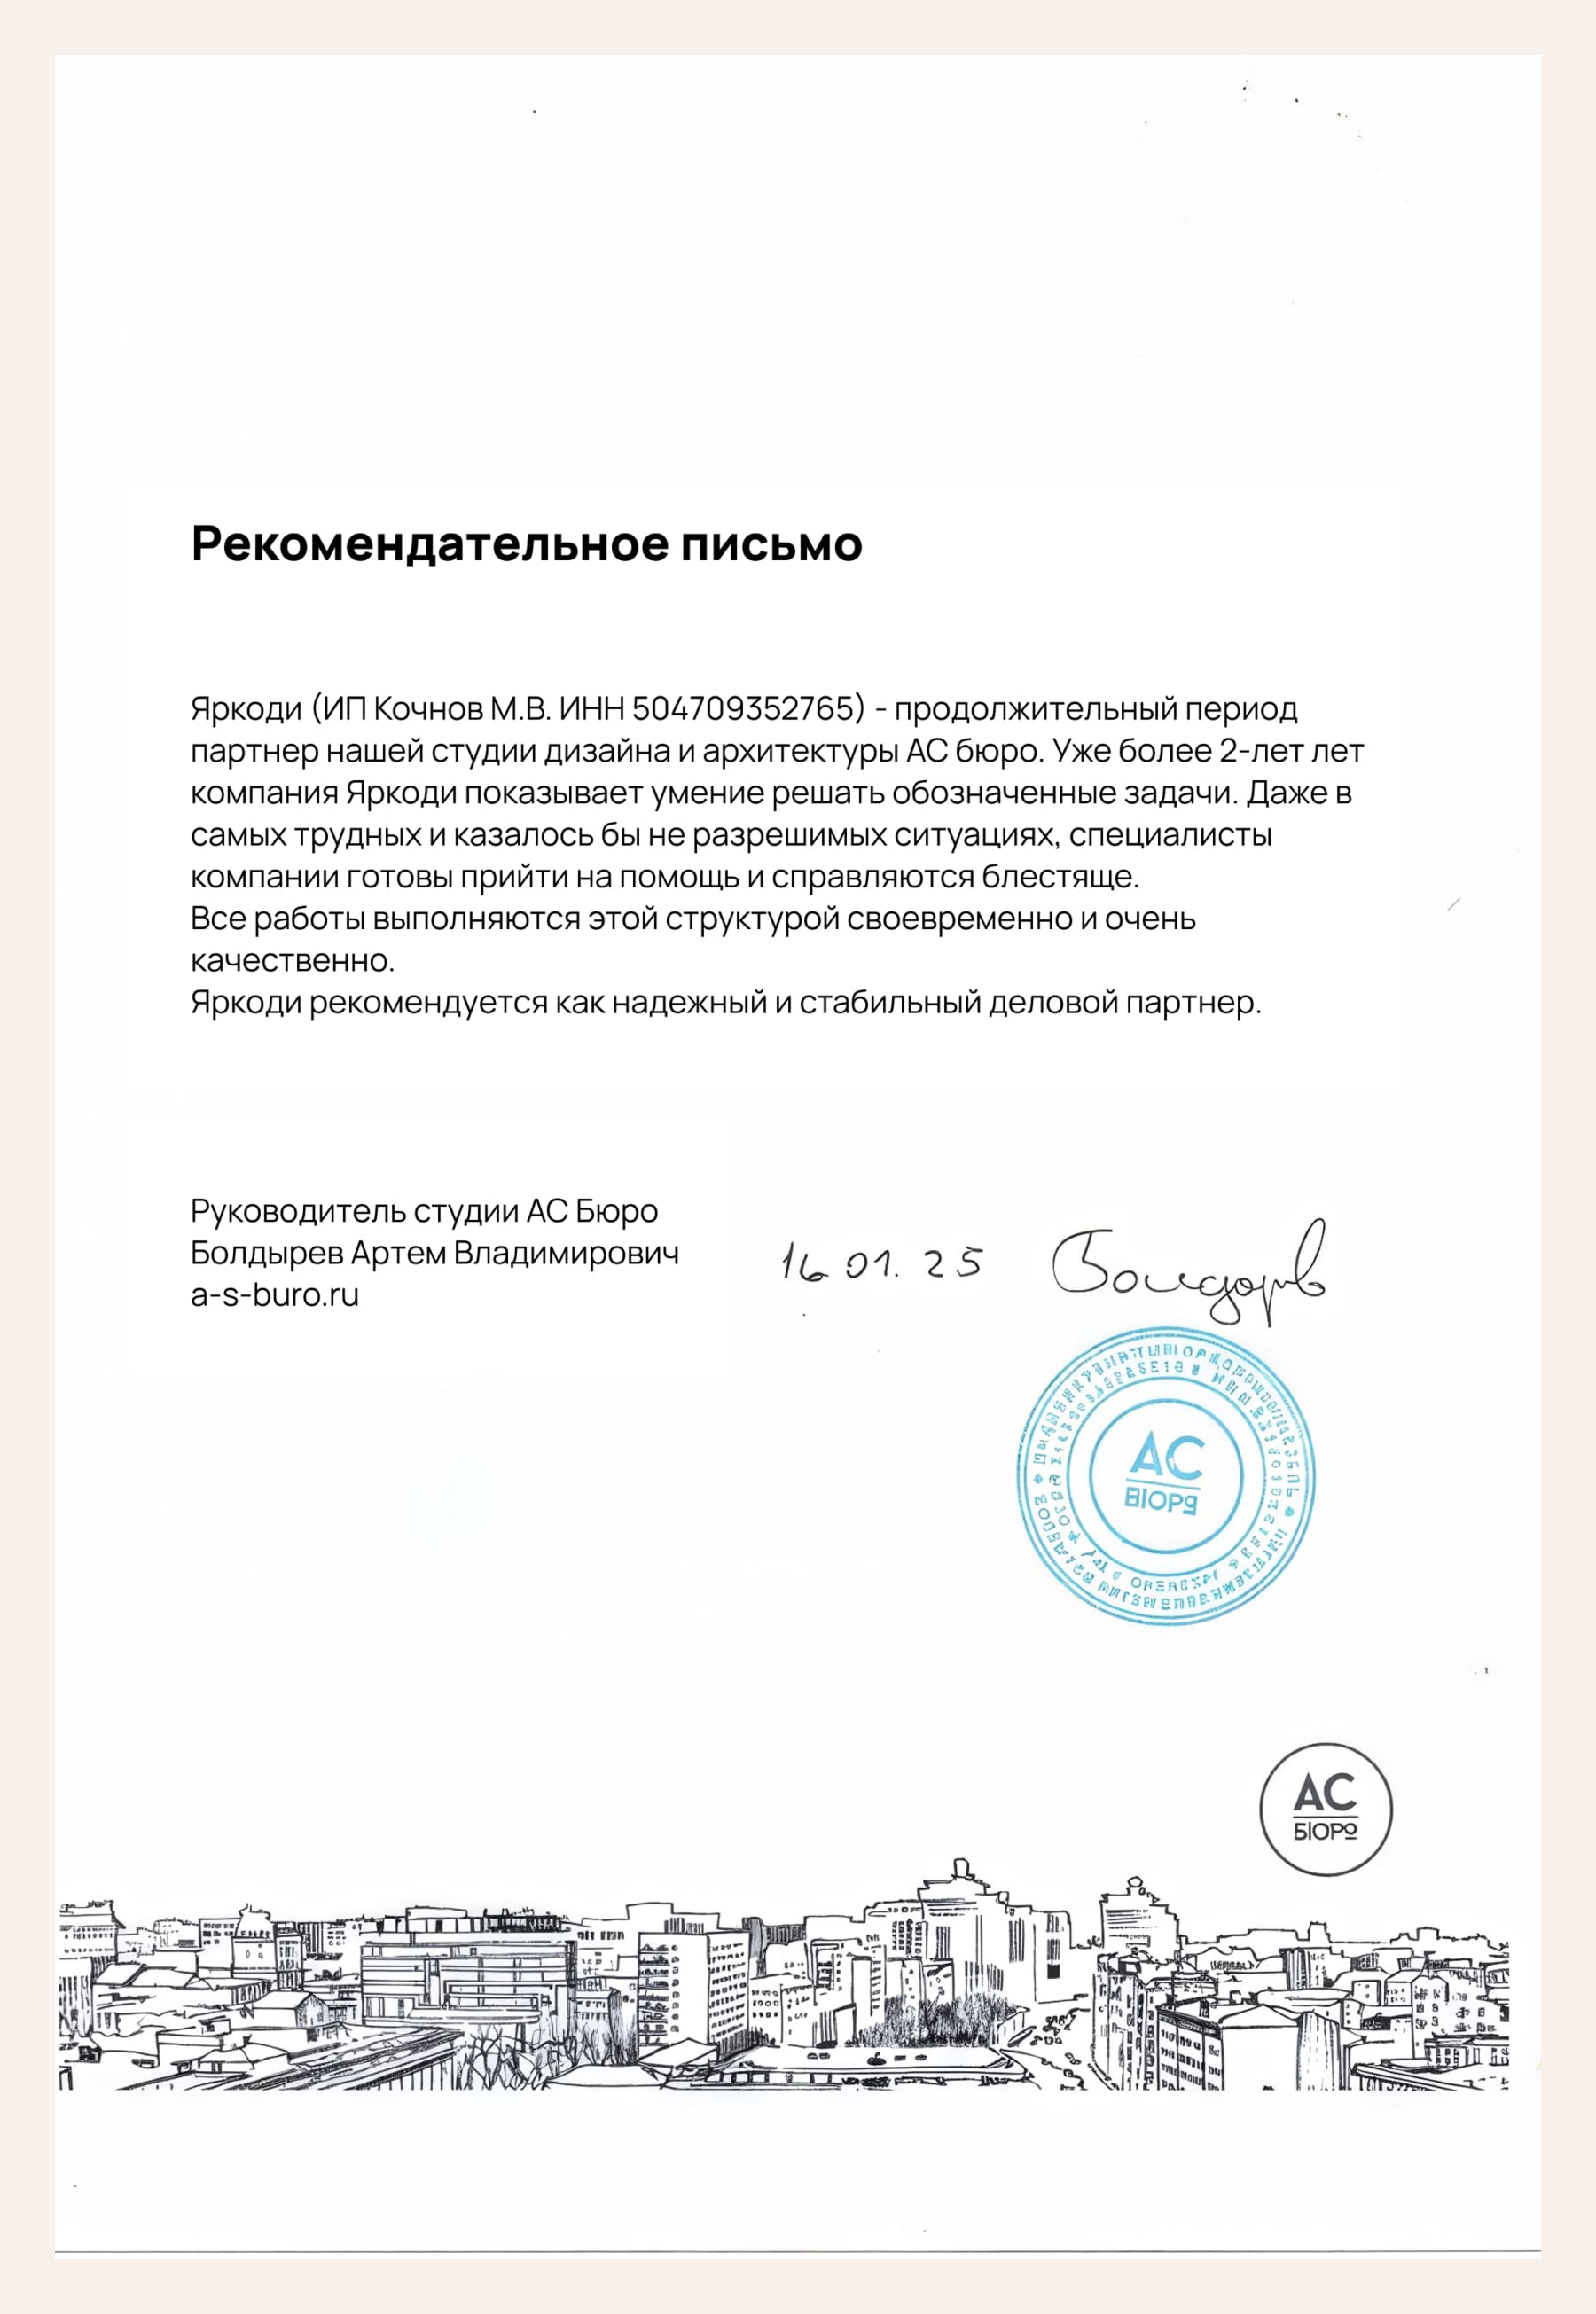 Рекомендательное письмо
Яркоди (ИП Кочнов М.В. ИНН 504709352765) - продолжительный период
партнер нашей студии дизайна и архитектуры АС бюро. Уже более 2-лет лет
компания Яркоди показывает умение решать обозначенные задачи. Даже в
самых трудных и казалось бы не разрешимых ситуациях, специалисты
компании готовы прийти на помощь и справляются блестяще.
Все работы выполняются этой структурой своевременно и очень
качественно.
Яркоди рекомендуется как надежный и стабильный деловой партнер.
Руководитель студии АС Бюро
Болдырев Артем Владимирович
a-s-buro.ru
16 01. 25
АС
АС
БЮРО